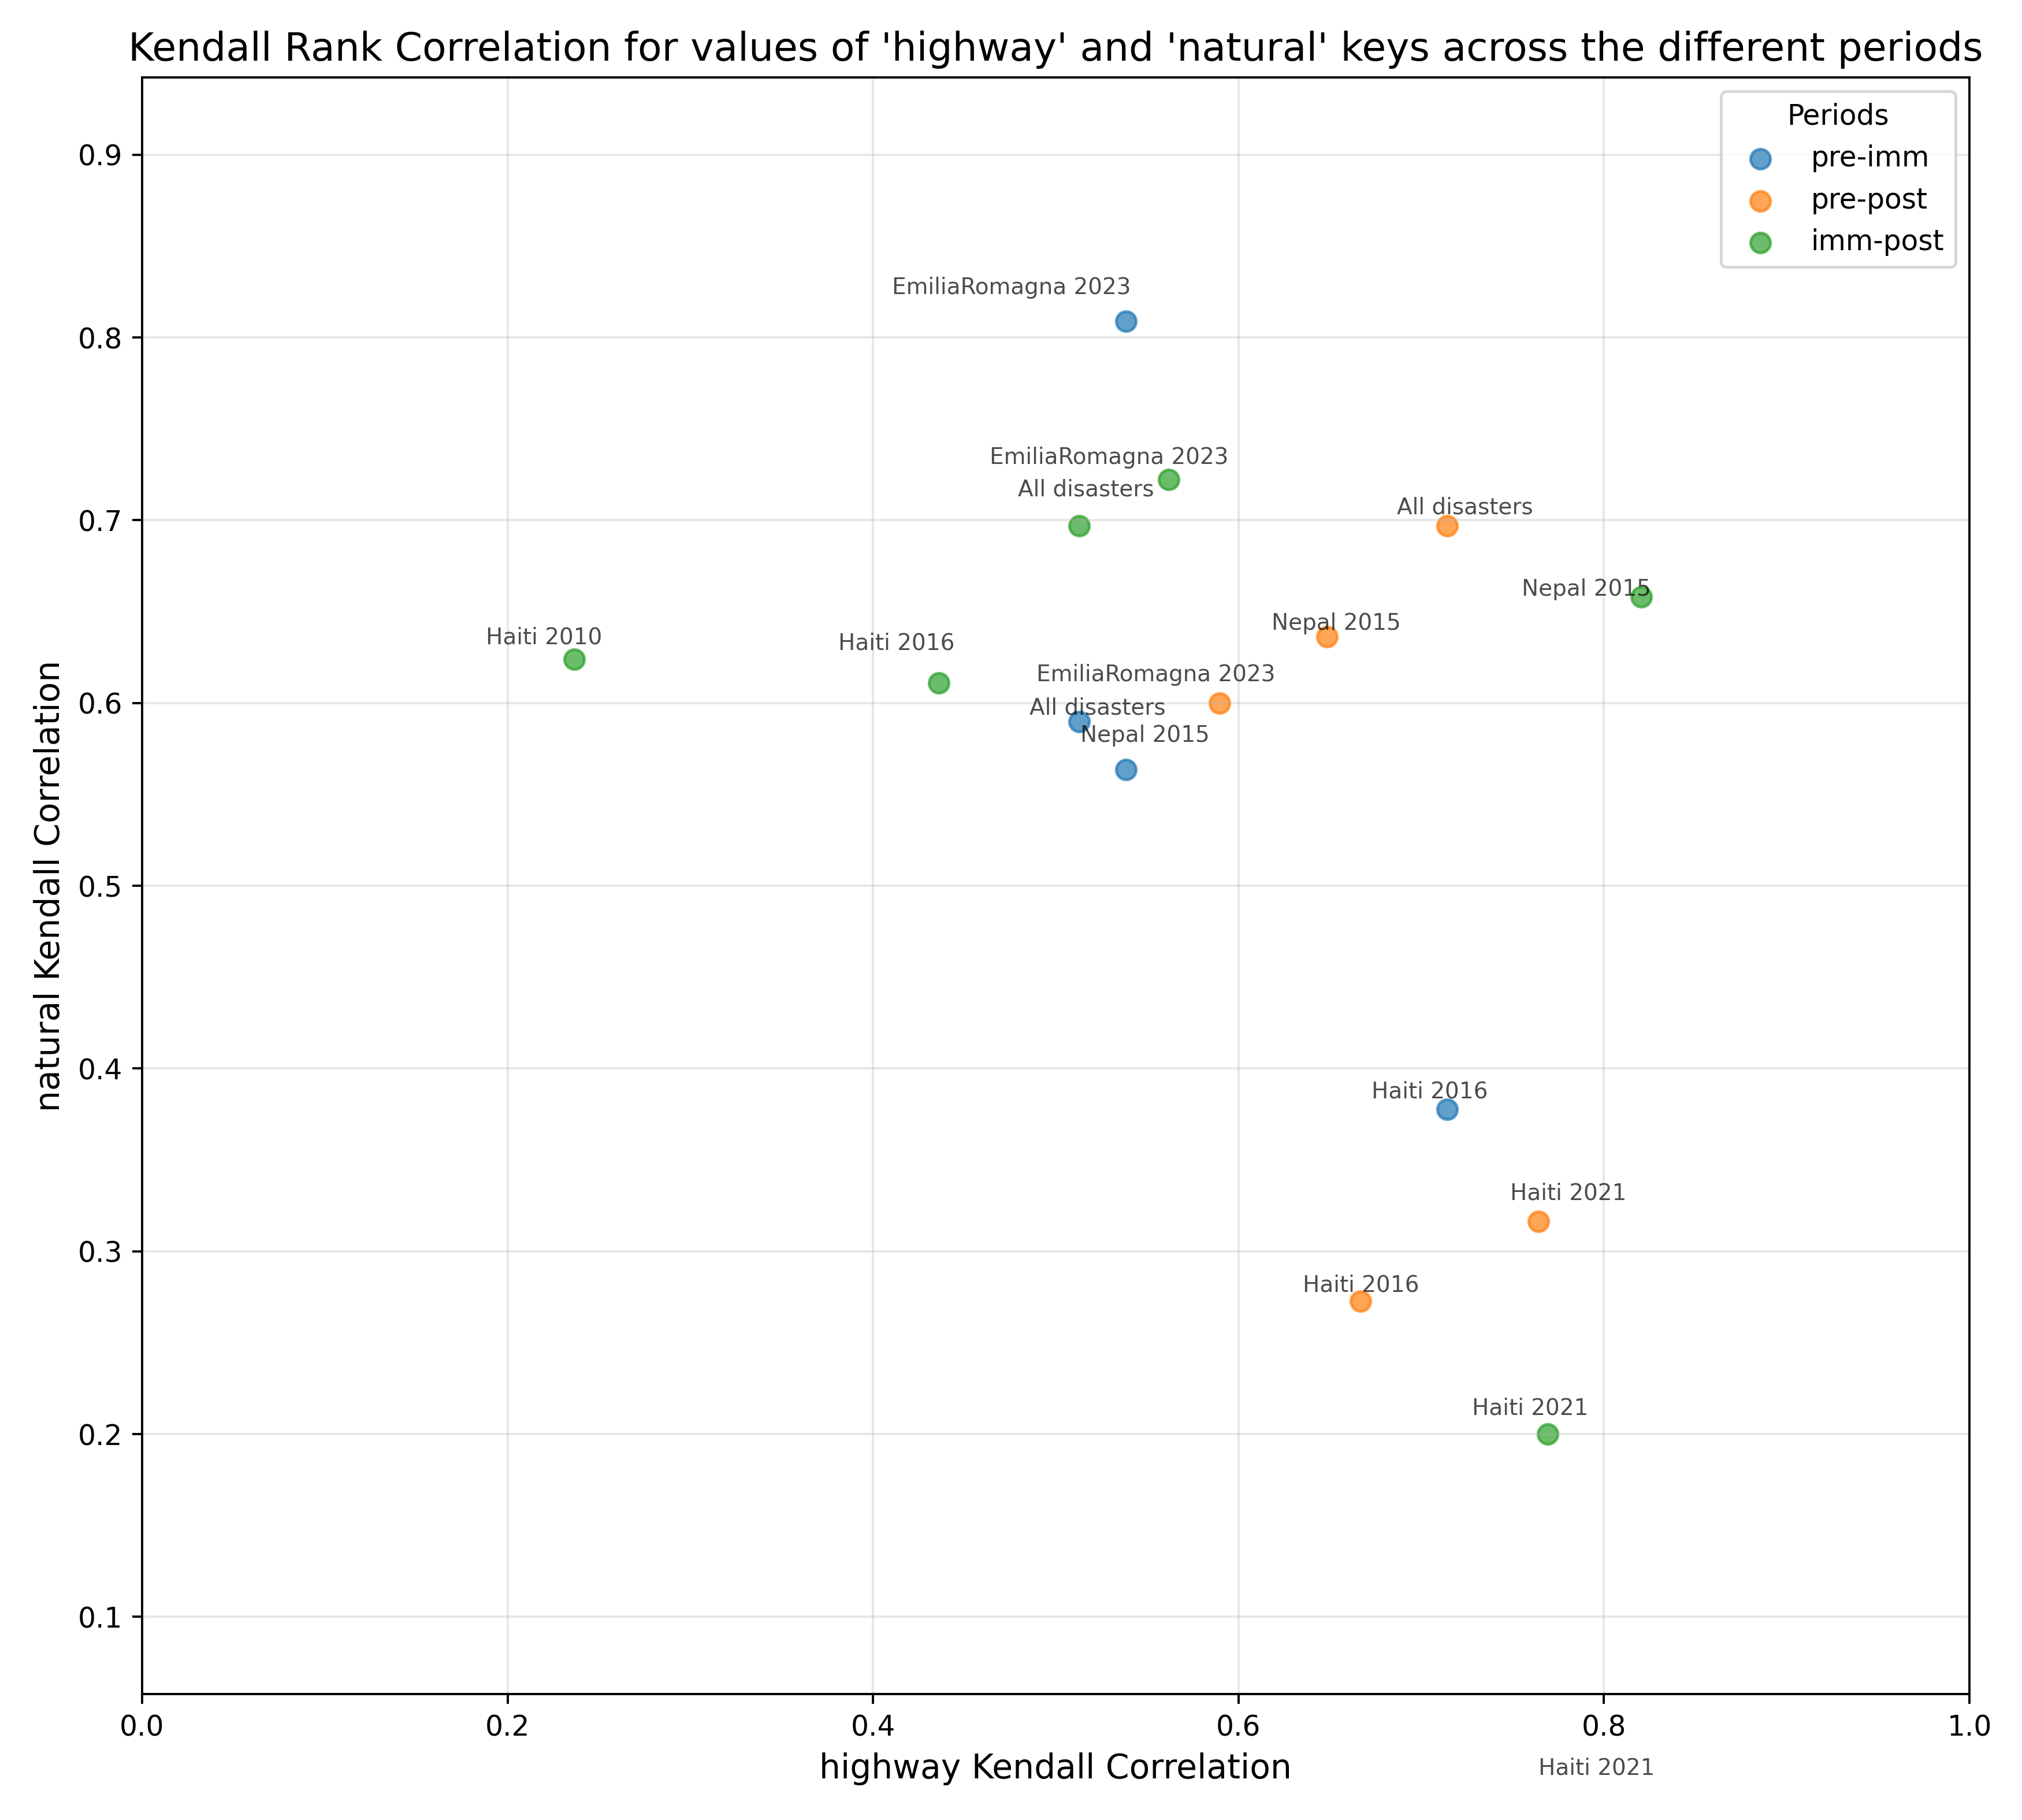 Kendall Rank Correlation for values of 'highway' and 'natural' keys across the different periods
Periods
pre-imm
pre-post
imm-post
0.9
0.8
0.7
0.6
0.5
0.4
0.3
0.2
0.1
natural Kendall Correlation
EmiliaRomagna 2023
EmiliaRomagna 2023
All disasters
All disasters
Nepal 2015
Nepal 2015
Haiti 2010
Haiti 2016
EmiliaRomagna 2023
All disasters
Nepal 2015
Haiti 2016
Haiti 2021
Haiti 2016
Haiti 2021
0.0
0.2
0.4
0.6
0.8
1.0
highway Kendall Correlation
Haiti 2021